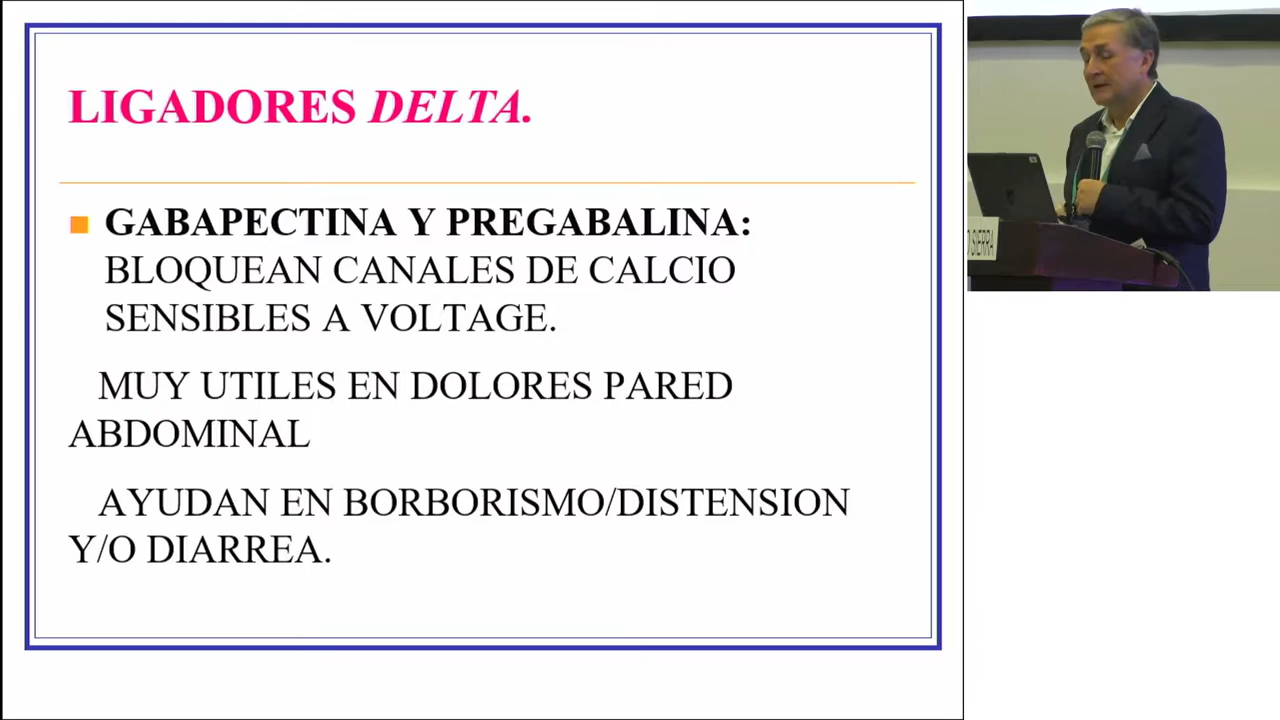 LIGADORES DELTA.
GABAPECTINA Y PREGABALINA:
BLOQUEAN CANALES DE CALCIO
SENSIBLES A VOLTAGE.
MUY UTILES EN DOLORES PARED
ABDOMINAL
AYUDAN EN BORBORISMO/DISTENSION
Y/O DIARREA.
SIERRA